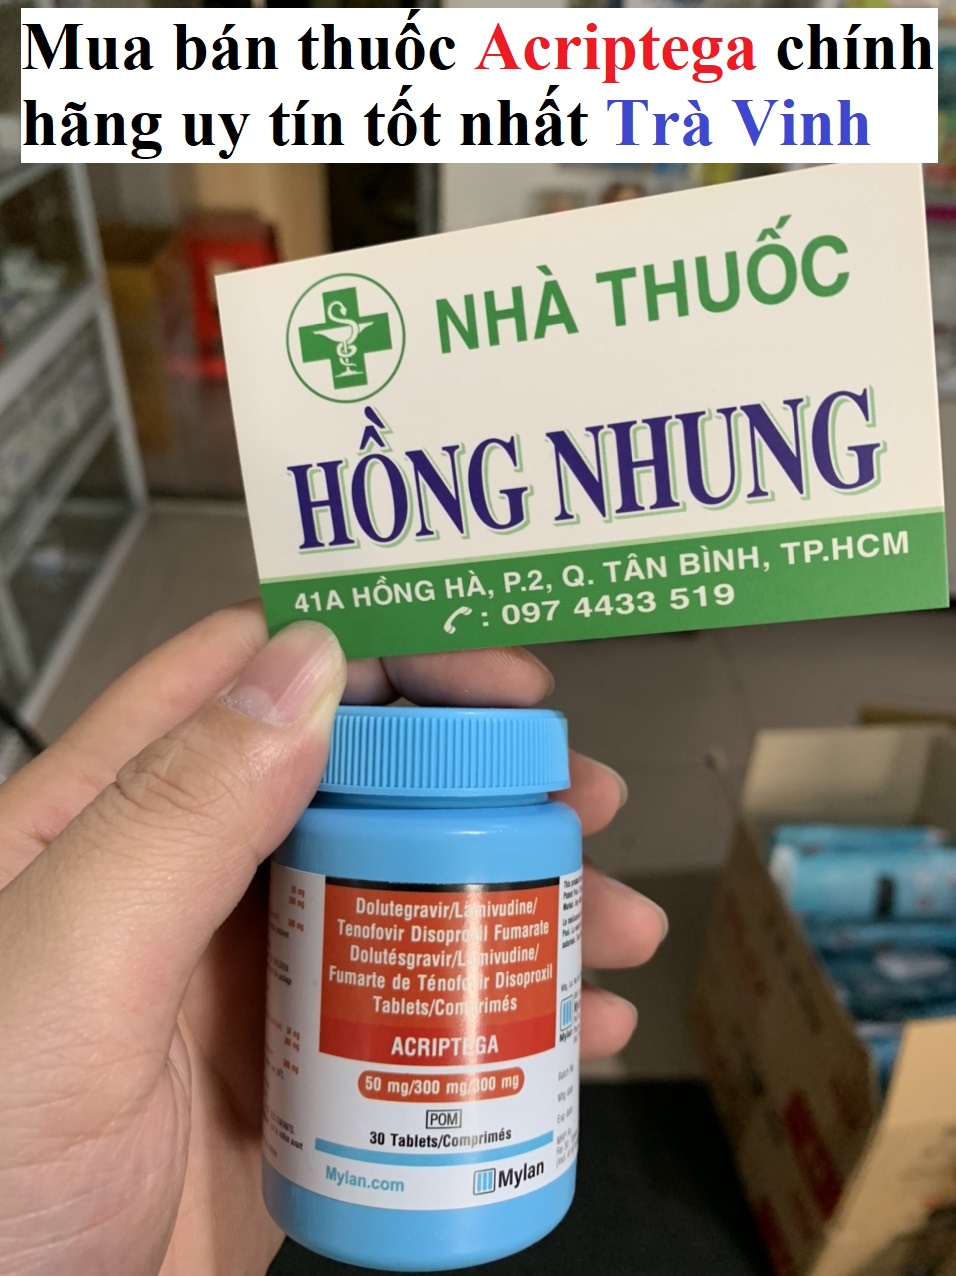 Mua bán thuốc Acriptega chính
hãng uy tín tốt nhất Trà Vinh
NHÀ THUỐC
HỒNG NHUNG
41A HỒNG HÀ, P.2, Q. TÂN BÌNH, TP.HCM
: 097 4433 519
Dolutegravir/Lamivudine/
Tenofovir Disoproxil Fumarate
Dolutésgravir/Lamivudine/
Fumarte de Ténofovir Disoproxil
Tablets/Comprimés
ACRIPTEGA
50 mg/300 mg/300 mg
POM
30 Tablets/Comprimés
Mylan.com
Mylan